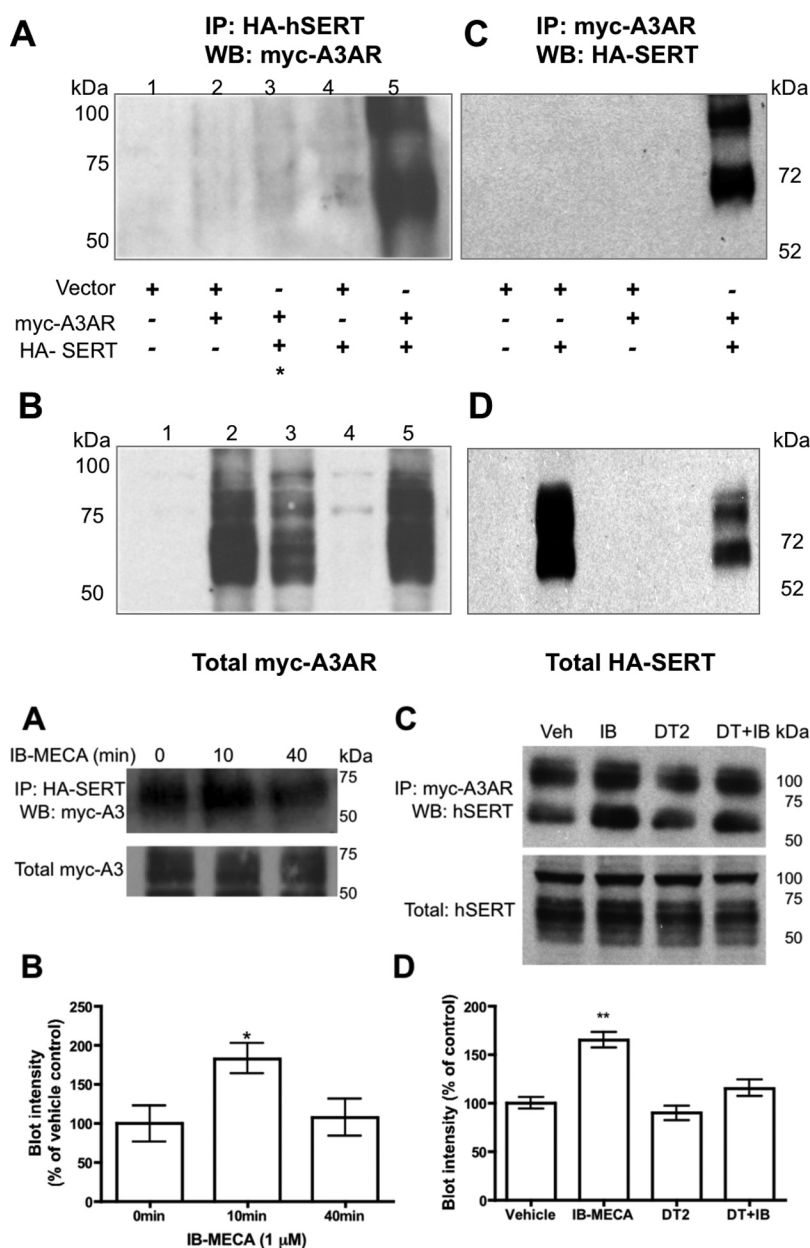 A
IP: HA-hSERT
WB: myc-A3AR
kDa
1 2 3 4 5
100
75
50
C
IP: myc-A3AR
WB: HA-SERT
kDa
72
52
Vector + + - + - + + + -
myc-A3AR - + + - + - - + +
HA- SERT - - + + + - + - +
*
B
kDa
1 2 3 4 5
100
75
50
Total myc-A3AR
D
kDa
72
52
Total HA-SERT
A
IB-MECA (min) 0 10 40 kDa
IP: HA-SERT
WB: myc-A3
75
50
Total myc-A3
75
50
C
Veh IB DT2 DT+IB kDa
IP: myc-A3AR
WB: hSERT
100
75
50
Total: hSERT
100
75
50
B
Blot intensity
(% of vehicle control)
250
200
150
100
50
0
*
0min 10min 40min
IB-MECA (1 μM)
D
Blot intensity (% of control)
200
150
100
50
0
**
Vehicle IB-MECA DT2 DT+IB